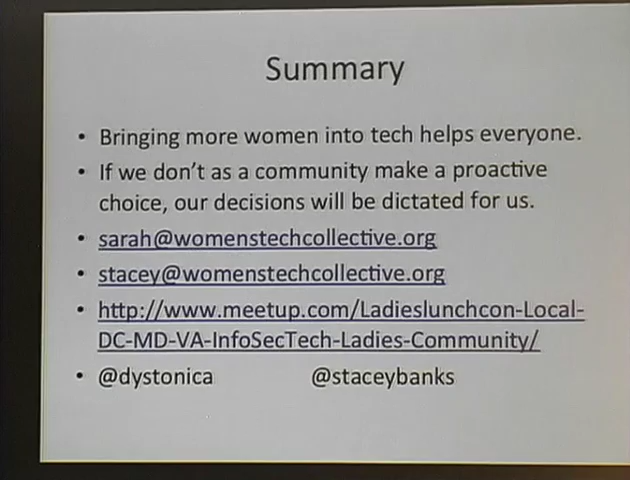 Summary
• Bringing more women into tech helps everyone.
• If we don't as a community make a proactive
choice, our decisions will be dictated for us.
• sarah@womenstechcollective.org
• stacey@womenstechcollective.org
• http://www.meetup.com/Ladieslunchcon-Local-
DC-MD-VA-InfoSecTech-Ladies-Community/
• @dystonica @staceybanks